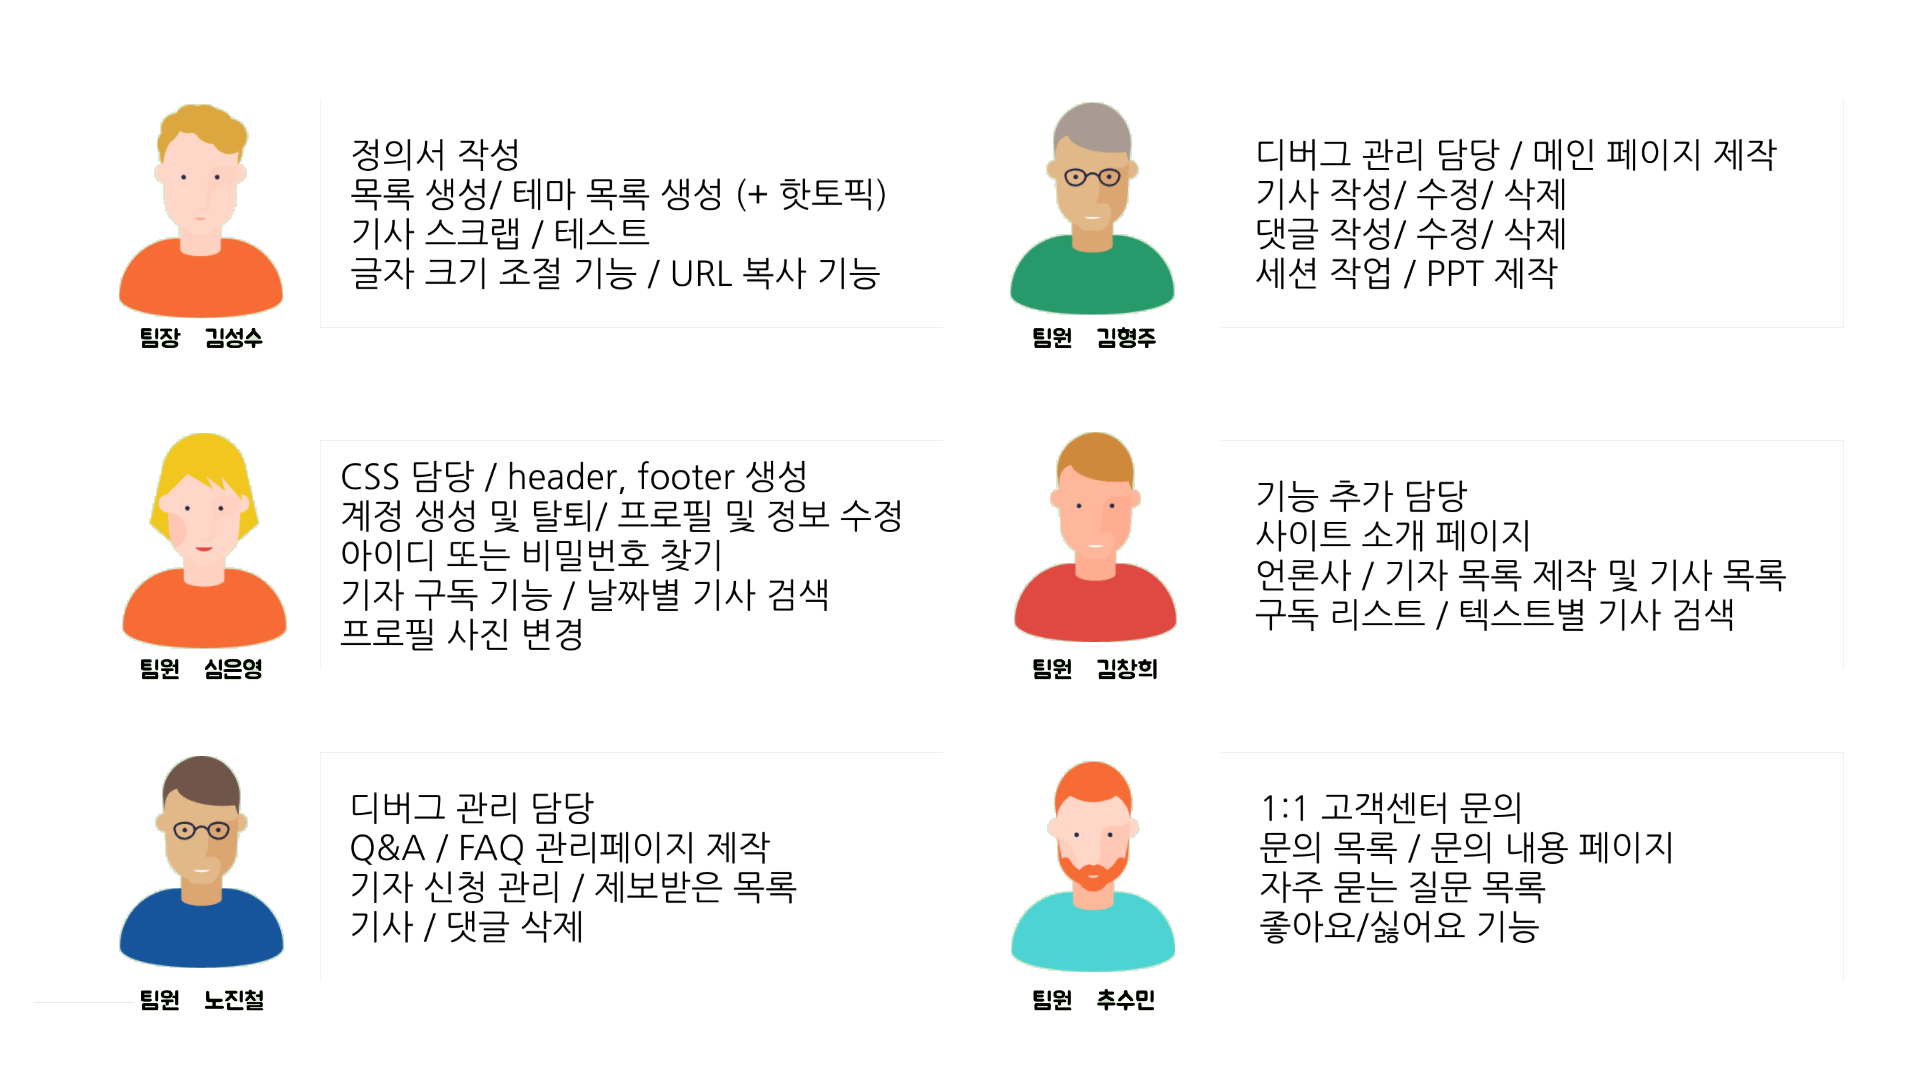 정의서 작성
목록 생성/ 테마 목록 생성 (+ 핫토픽)
기사 스크랩 / 테스트
글자 크기 조절 기능 / URL 복사 기능
팀장 김성수
디버그 관리 담당 / 메인 페이지 제작
기사 작성/ 수정/ 삭제
댓글 작성/ 수정/ 삭제
세션 작업 / PPT 제작
팀원 김형주
CSS 담당 / header, footer 생성
계정 생성 및 탈퇴/ 프로필 및 정보 수정
아이디 또는 비밀번호 찾기
기자 구독 기능 / 날짜별 기사 검색
프로필 사진 변경
팀원 심은영
기능 추가 담당
사이트 소개 페이지
언론사 / 기자 목록 제작 및 기사 목록
구독 리스트 / 텍스트별 기사 검색
팀원 김창희
디버그 관리 담당
Q&A / FAQ 관리페이지 제작
기자 신청 관리 / 제보받은 목록
기사 / 댓글 삭제
팀원 노진철
1:1 고객센터 문의
문의 목록 / 문의 내용 페이지
자주 묻는 질문 목록
좋아요/싫어요 기능
팀원 추수민